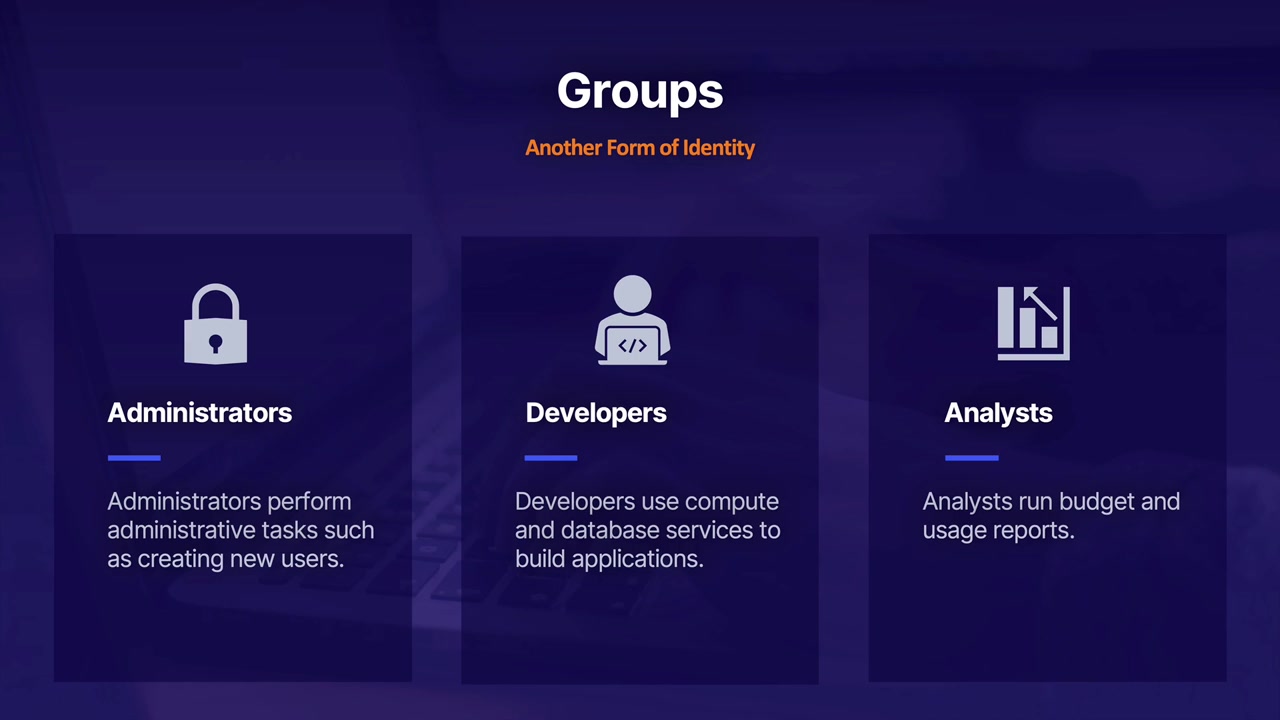 Groups
Another Form of Identity
Administrators
Administrators perform
administrative tasks such
as creating new users.
</>
Developers
Developers use compute
and database services to
build applications.
Analysts
Analysts run budget and
usage reports.